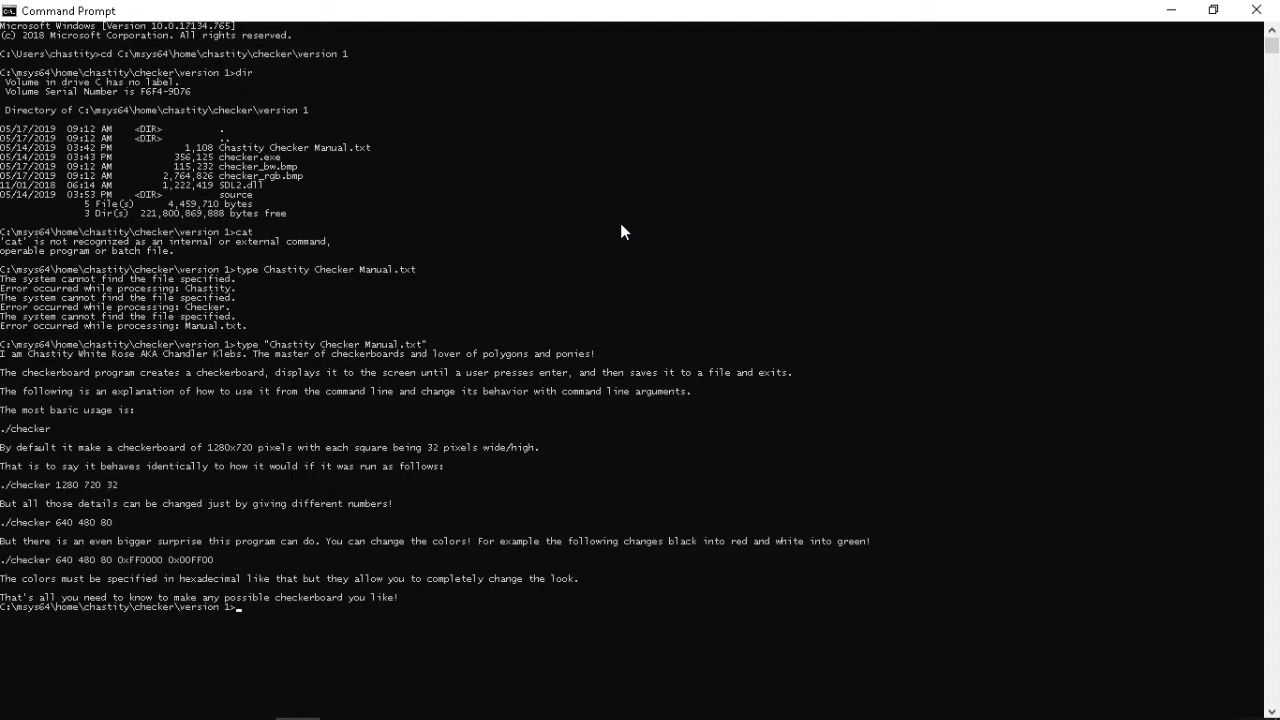 Command Prompt
Microsoft Windows [Version 10.0.17134.765]
(c) 2018 Microsoft Corporation. All rights reserved.
C:\Users\chastity>cd C:\msys64\home\chastity\checker\version 1
C:\msys64\home\chastity\checker\version 1>dir
Volume in drive C has no label.
Volume Serial Number is F6F4-9D76
Directory of C:\msys64\home\chastity\checker\version 1
05/17/2019 09:12 AM <DIR> .
05/17/2019 09:12 AM <DIR> ..
05/14/2019 03:42 PM 1,108 Chastity Checker Manual.txt
05/14/2019 03:43 PM 356,125 checker.exe
05/17/2019 09:12 AM 115,232 checker_bw.bmp
05/17/2019 09:12 AM 2,764,826 checker_rgb.bmp
11/01/2018 06:14 AM 1,222,419 SDL2.dll
05/14/2019 03:53 PM <DIR> source
5 File(s) 4,459,710 bytes
3 Dir(s) 221,800,869,888 bytes free
C:\msys64\home\chastity\checker\version 1>cat
'cat' is not recognized as an internal or external command,
operable program or batch file.
C:\msys64\home\chastity\checker\version 1>type Chastity Checker Manual.txt
The system cannot find the file specified.
Error occurred while processing: Chastity.
The system cannot find the file specified.
Error occurred while processing: Checker.
The system cannot find the file specified.
Error occurred while processing: Manual.txt.
C:\msys64\home\chastity\checker\version 1>type "Chastity Checker Manual.txt"
I am Chastity White Rose AKA Chandler Klebs. The master of checkerboards and lover of polygons and ponies!
The checkerboard program creates a checkerboard, displays it to the screen until a user presses enter, and then saves it to a file and exits.
The following is an explanation of how to use it from the command line and change its behavior with command line arguments.
The most basic usage is:
./checker
By default it make a checkerboard of 1280x720 pixels with each square being 32 pixels wide/high.
That is to say it behaves identically to how it would if it was run as follows:
./checker 1280 720 32
But all those details can be changed just by giving different numbers!
./checker 640 480 80
But there is an even bigger surprise this program can do. You can change the colors! For example the following changes black into red and white into green!
./checker 640 480 80 0xFF0000 0x00FF00
The colors must be specified in hexadecimal like that but they allow you to completely change the look.
That's all you need to know to make any possible checkerboard you like!
C:\msys64\home\chastity\checker\version 1>_